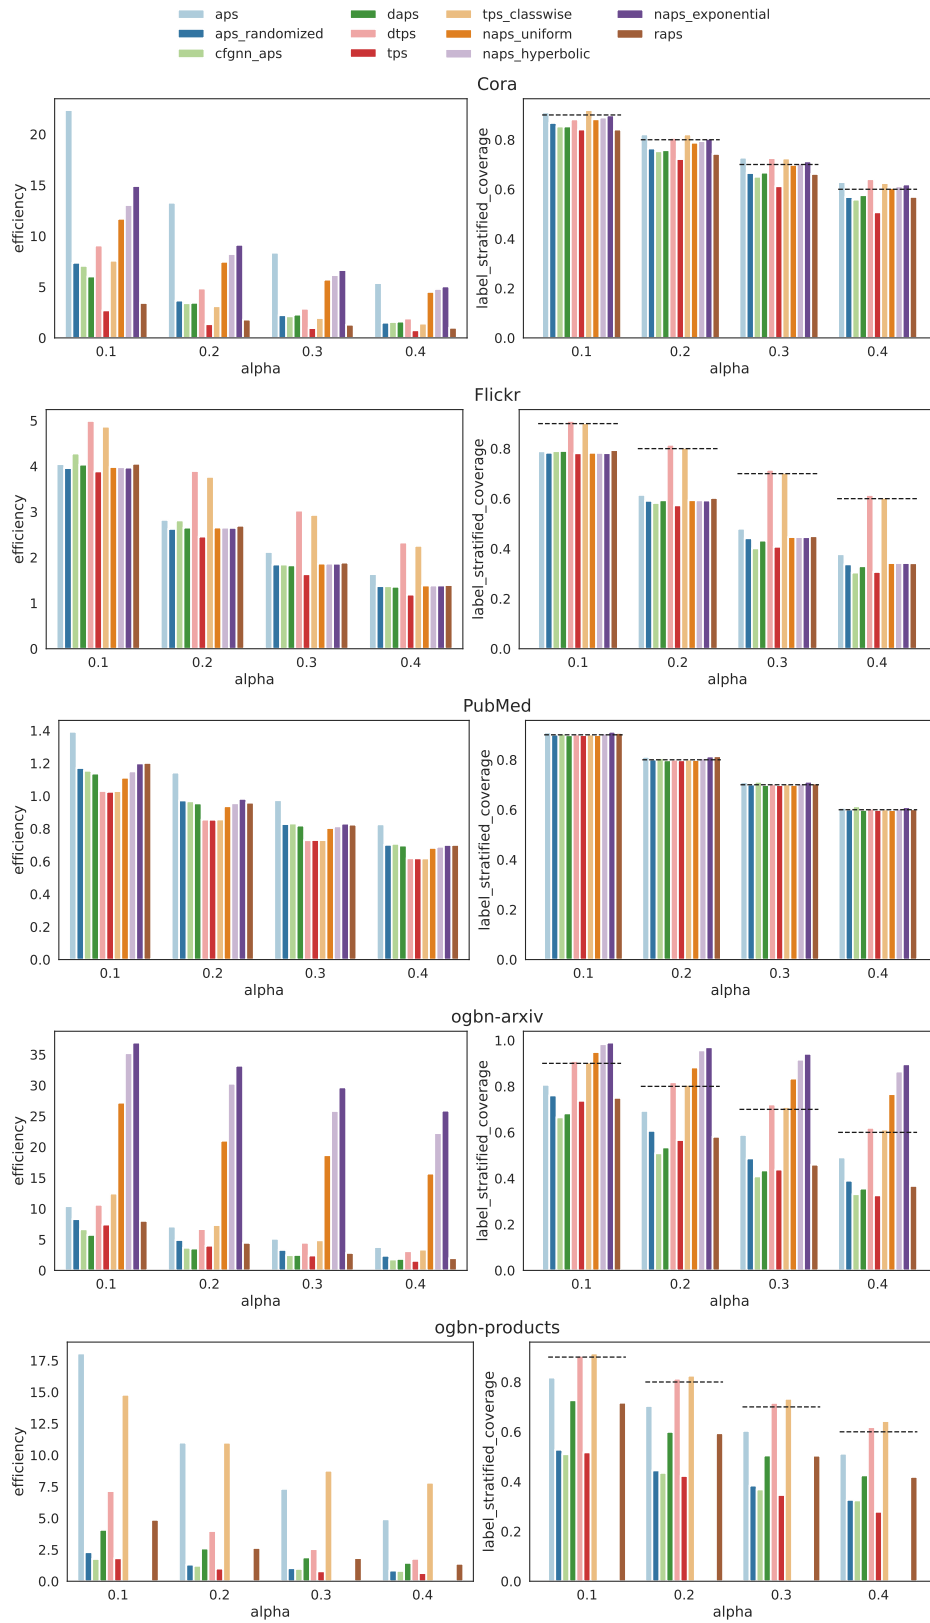 aps daps tps_classwise naps_exponential
aps_randomized dtps naps_uniform raps
cfgnn_aps tps naps_hyperbolic
Cora
efficiency
20
15
10
5
0
0.1 0.2 0.3 0.4
alpha
label_stratified_coverage
0.8
0.6
0.4
0.2
0.0
0.1 0.2 0.3 0.4
alpha
Flickr
efficiency
5
4
3
2
1
0
0.1 0.2 0.3 0.4
alpha
label_stratified_coverage
0.8
0.6
0.4
0.2
0.0
0.1 0.2 0.3 0.4
alpha
PubMed
efficiency
1.4
1.2
1.0
0.8
0.6
0.4
0.2
0.0
0.1 0.2 0.3 0.4
alpha
label_stratified_coverage
0.8
0.6
0.4
0.2
0.0
0.1 0.2 0.3 0.4
alpha
ogbn-arxiv
efficiency
35
30
25
20
15
10
5
0
0.1 0.2 0.3 0.4
alpha
label_stratified_coverage
1.0
0.8
0.6
0.4
0.2
0.0
0.1 0.2 0.3 0.4
alpha
ogbn-products
efficiency
17.5
15.0
12.5
10.0
7.5
5.0
2.5
0.0
0.1 0.2 0.3 0.4
alpha
label_stratified_coverage
0.8
0.6
0.4
0.2
0.0
0.1 0.2 0.3 0.4
alpha